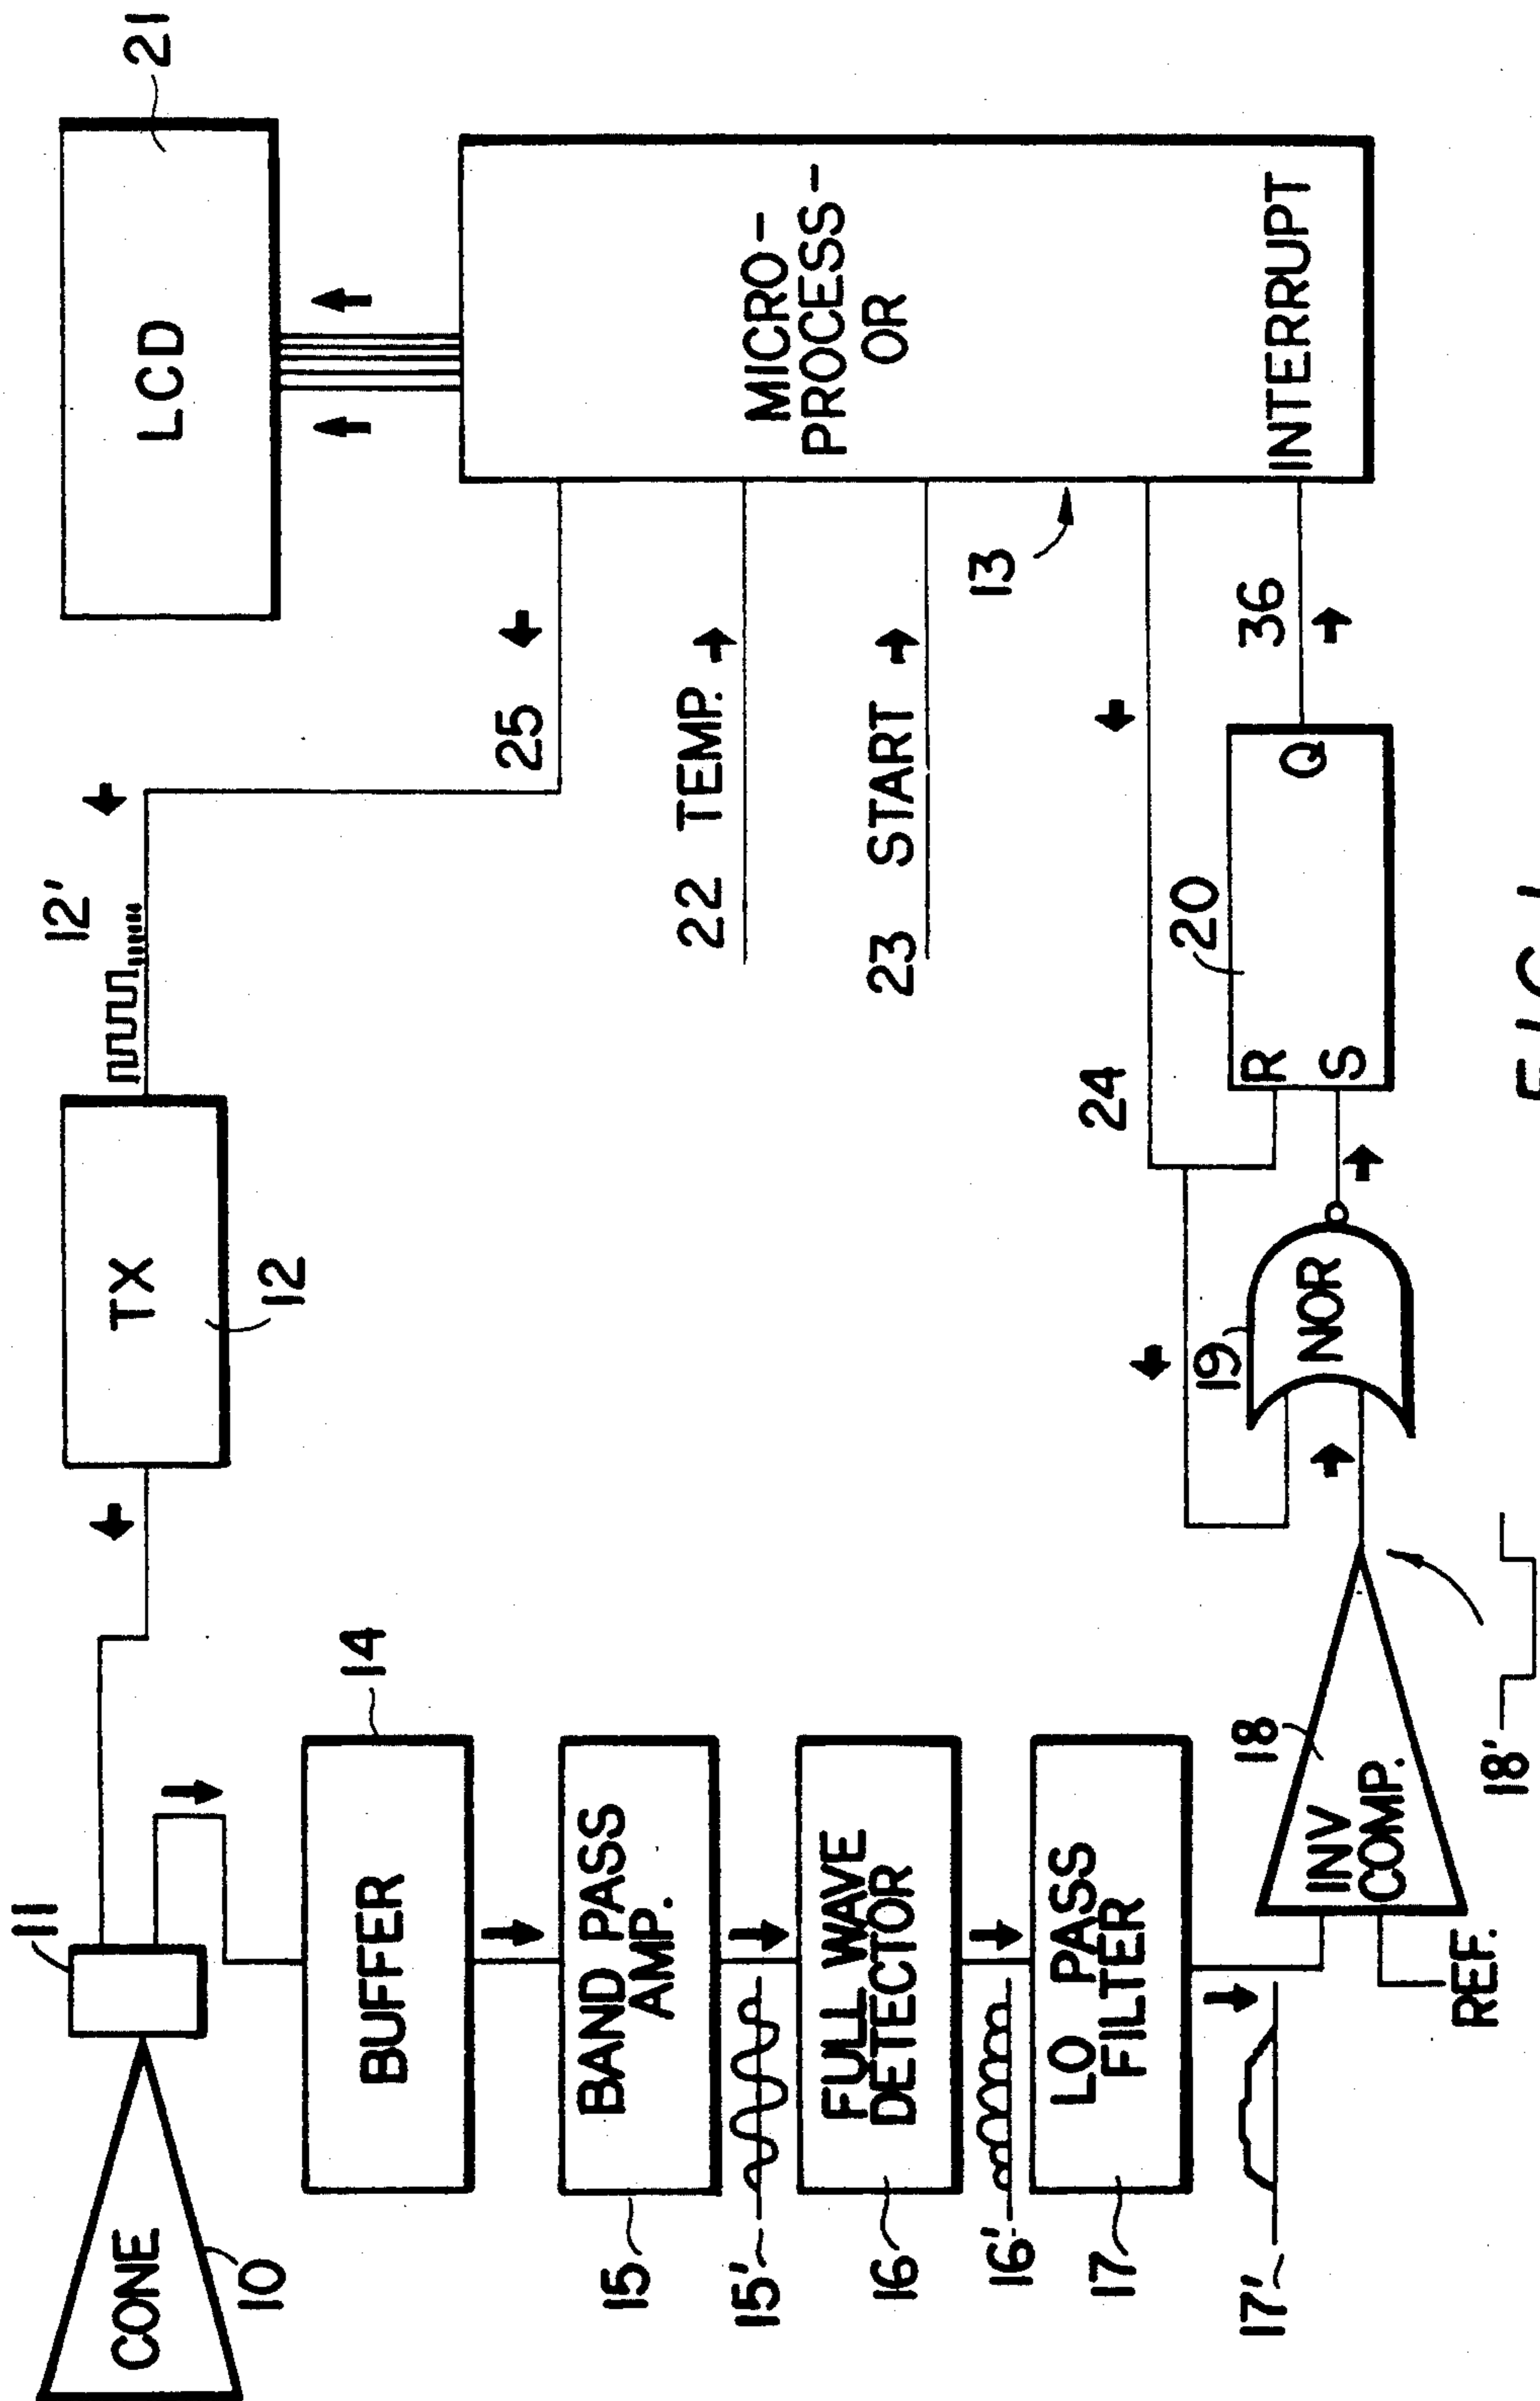 CONE
10
11
TX
12
12'
LCD
21
BUFFER
14
25
22 TEMP.
23 START
MICRO-
PROCESS-
OR
13
INTERRUPT
BAND PASS
AMP.
15
15'
FULL WAVE
DETECTOR
16
16'
LO PASS
FILTER
17
17'
INV
COMP.
18
18'
REF.
NOR
19
24
R
S
Q
20
36